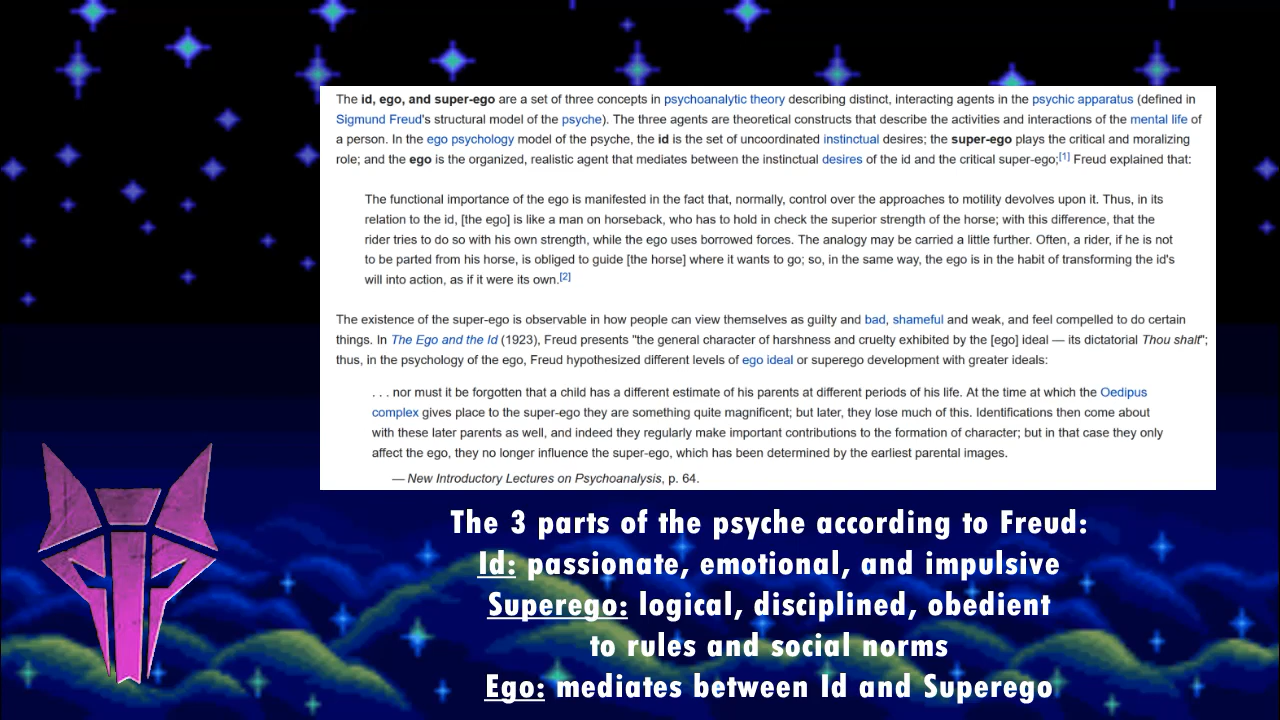 The id, ego, and super-ego are a set of three concepts in psychoanalytic theory describing distinct, interacting agents in the psychic apparatus (defined in
Sigmund Freud's structural model of the psyche). The three agents are theoretical constructs that describe the activities and interactions of the mental life of
a person. In the ego psychology model of the psyche, the id is the set of uncoordinated instinctual desires; the super-ego plays the critical and moralizing
role; and the ego is the organized, realistic agent that mediates between the instinctual desires of the id and the critical super-ego;[1] Freud explained that:
The functional importance of the ego is manifested in the fact that, normally, control over the approaches to motility devolves upon it. Thus, in its
relation to the id, [the ego] is like a man on horseback, who has to hold in check the superior strength of the horse; with this difference, that the
rider tries to do so with his own strength, while the ego uses borrowed forces. The analogy may be carried a little further. Often, a rider, if he is not
to be parted from his horse, is obliged to guide [the horse] where it wants to go; so, in the same way, the ego is in the habit of transforming the id's
will into action, as if it were its own.[2]
The existence of the super-ego is observable in how people can view themselves as guilty and bad, shameful and weak, and feel compelled to do certain
things. In The Ego and the Id (1923), Freud presents "the general character of harshness and cruelty exhibited by the [ego] ideal — its dictatorial Thou shalt";
thus, in the psychology of the ego, Freud hypothesized different levels of ego ideal or superego development with greater ideals:
. . . nor must it be forgotten that a child has a different estimate of his parents at different periods of his life. At the time at which the Oedipus
complex gives place to the super-ego they are something quite magnificent; but later, they lose much of this. Identifications then come about
with these later parents as well, and indeed they regularly make important contributions to the formation of character; but in that case they only
affect the ego, they no longer influence the super-ego, which has been determined by the earliest parental images.
— New Introductory Lectures on Psychoanalysis, p. 64.
The 3 parts of the psyche according to Freud:
Id: passionate, emotional, and impulsive
Superego: logical, disciplined, obedient
to rules and social norms
Ego: mediates between Id and Superego